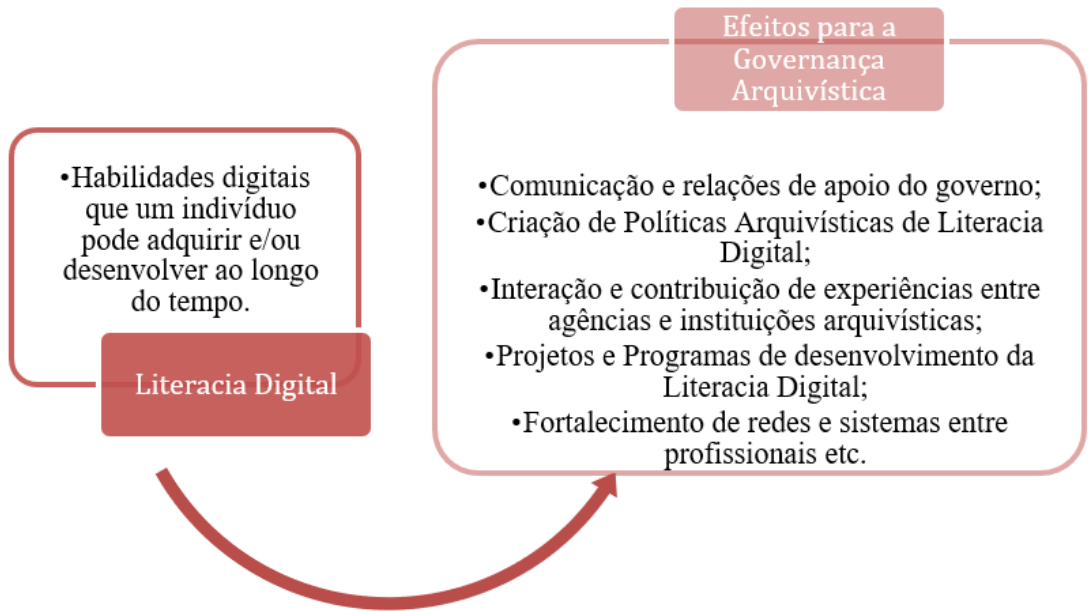 •Habilidades digitais
que um indivíduo
pode adquirir e/ou
desenvolver ao longo
do tempo.
Literacia Digital
Efeitos para a
Governança
Arquivística
•Comunicação e relações de apoio do governo;
•Criação de Políticas Arquivísticas de Literacia
Digital;
•Interação e contribuição de experiências entre
agências e instituições arquivísticas;
•Projetos e Programas de desenvolvimento da
Literacia Digital;
•Fortalecimento de redes e sistemas entre
profissionais etc.